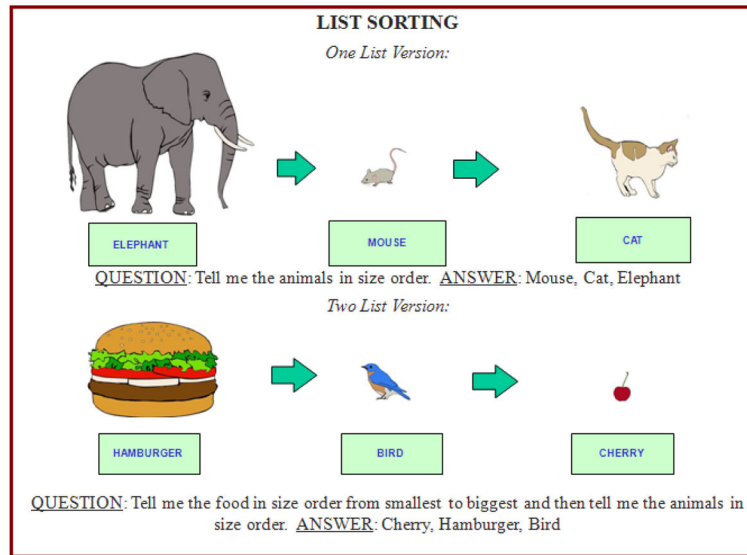 LIST SORTING
One List Version:
ELEPHANT
MOUSE
CAT
QUESTION: Tell me the animals in size order. ANSWER: Mouse, Cat, Elephant
Two List Version:
HAMBURGER
BIRD
CHERRY
QUESTION: Tell me the food in size order from smallest to biggest and then tell me the animals in
size order. ANSWER: Cherry, Hamburger, Bird